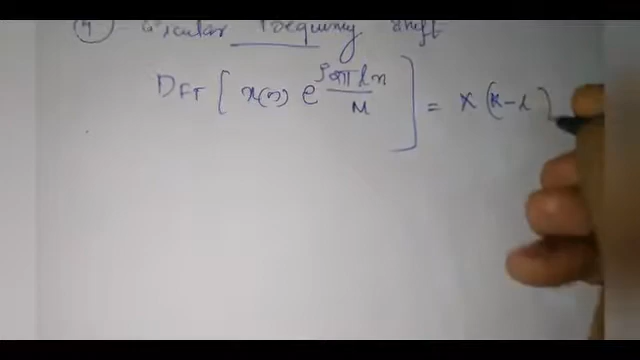 (4) Circular Frequency Shift
DFT [ x(n) e^(j2πln/N) ] = X(k-l)